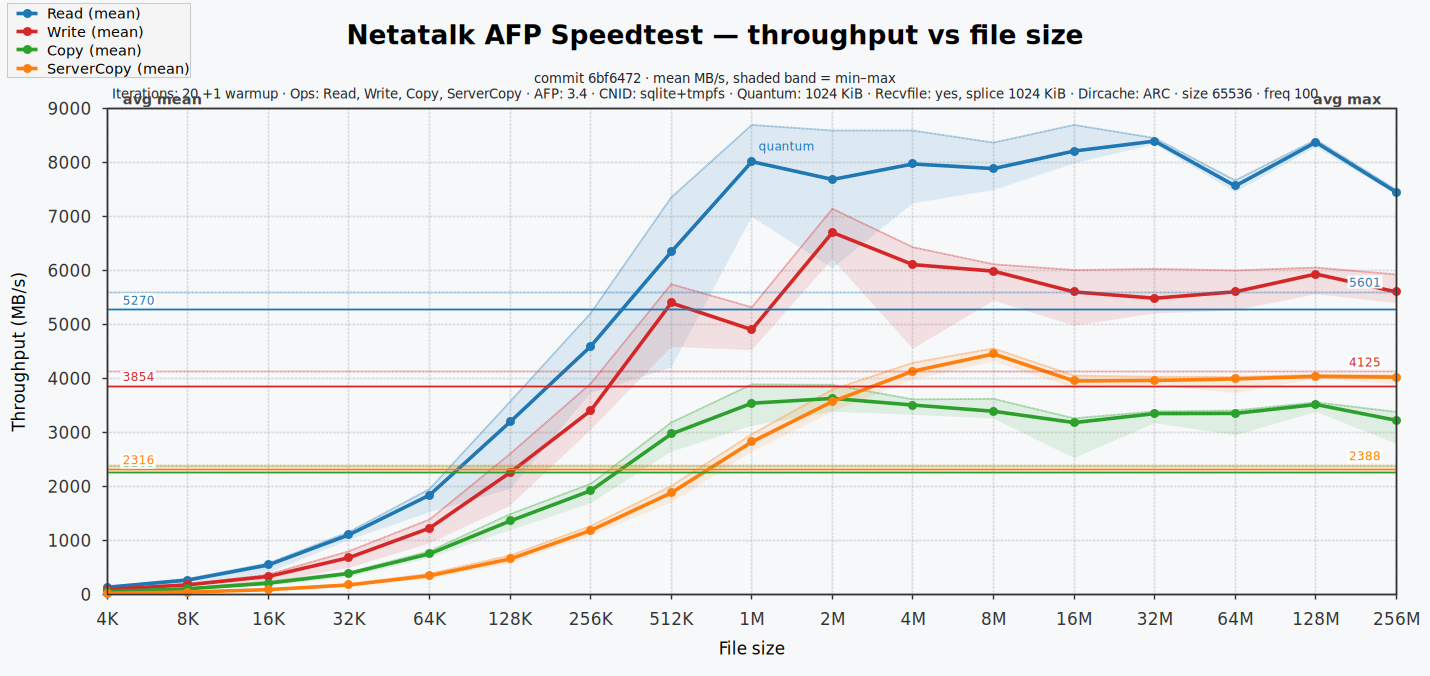 Read (mean)
Write (mean)
Copy (mean)
ServerCopy (mean)
Netatalk AFP Speedtest — throughput vs file size
commit 6bf6472 · mean MB/s, shaded band = min–max
Iterations: 20 +1 warmup · Ops: Read, Write, Copy, ServerCopy · AFP: 3.4 · CNID: sqlite+tmpfs · Quantum: 1024 KiB · Recvfile: yes, splice 1024 KiB · Dircache: ARC · size 65536 · freq 100
avg mean
avg max
9000
8000
7000
6000
5000
4000
3000
2000
1000
0
Throughput (MB/s)
quantum
5270
5601
3854
4125
2316
2388
4K 8K 16K 32K 64K 128K 256K 512K 1M 2M 4M 8M 16M 32M 64M 128M 256M
File size